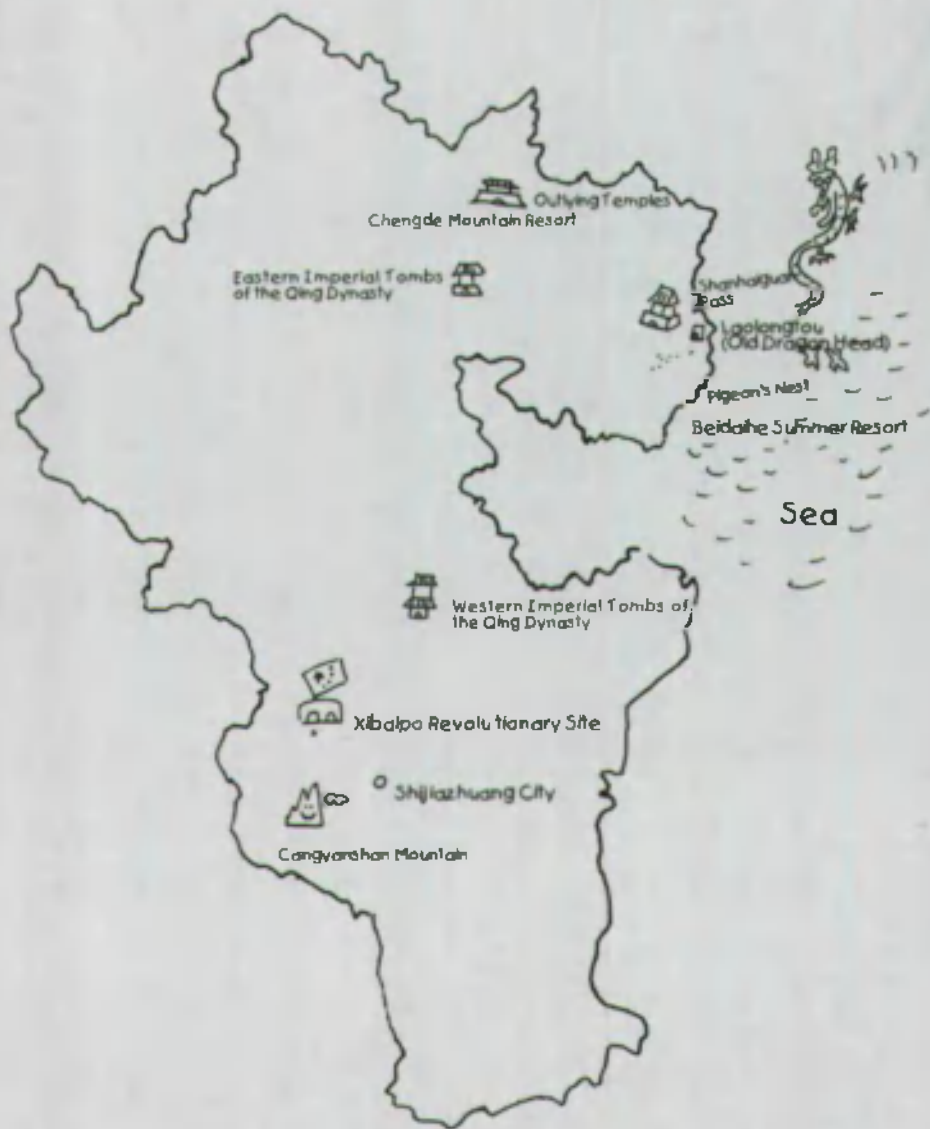 Outlying Temples
Chengde Mountain Resort
Eastern Imperial Tombs
of the Qing Dynasty
Shanhaiguan
Pass
Laolongtou
(Old Dragon Head)
Pigeon's Nest
Beidaihe Summer Resort
Sea
Western Imperial Tombs of
the Qing Dynasty
Xibaipo Revolutionary Site
Shijiazhuang City
Cangyanshan Mountain